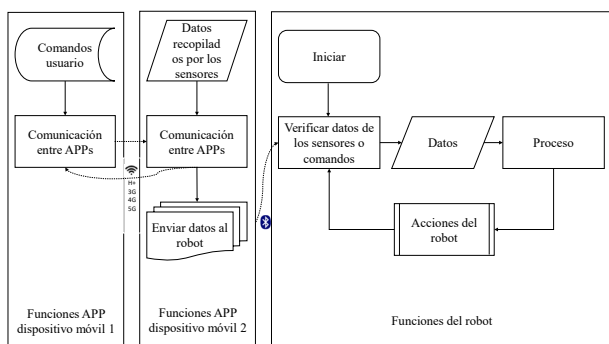 Comandos
usuario
Comunicación
entre APPs
Funciones APP
dispositivo móvil 1
H+
3G
4G
5G
Datos
recopilad
os por los
sensores
Comunicación
entre APPs
Enviar datos al
robot
Funciones APP
dispositivo móvil 2
Iniciar
Verificar datos de
los sensores o
comandos
Datos
Proceso
Acciones del
robot
Funciones del robot